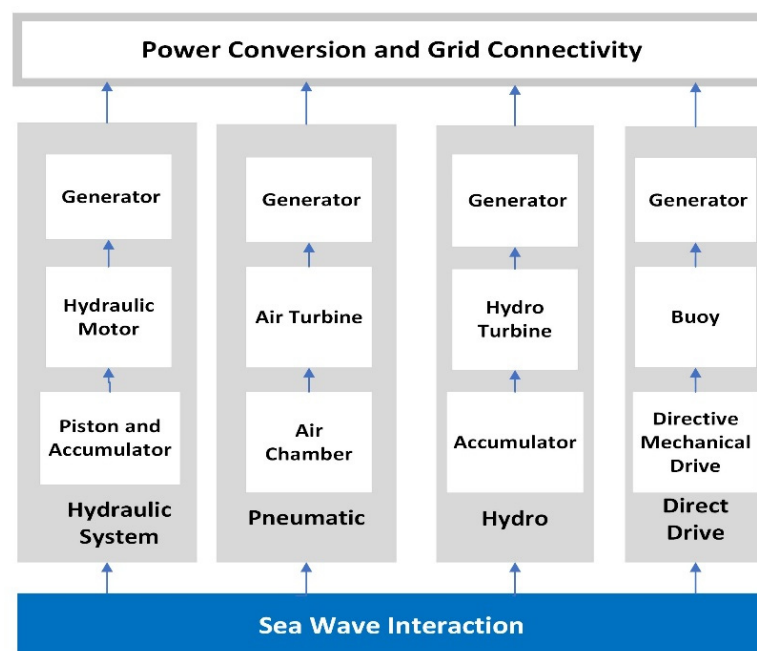 Power Conversion and Grid Connectivity
Generator
Hydraulic
Motor
Piston and
Accumulator
Hydraulic
System
Generator
Air Turbine
Air
Chamber
Pneumatic
Generator
Hydro
Turbine
Accumulator
Hydro
Generator
Buoy
Directive
Mechanical
Drive
Direct
Drive
Sea Wave Interaction